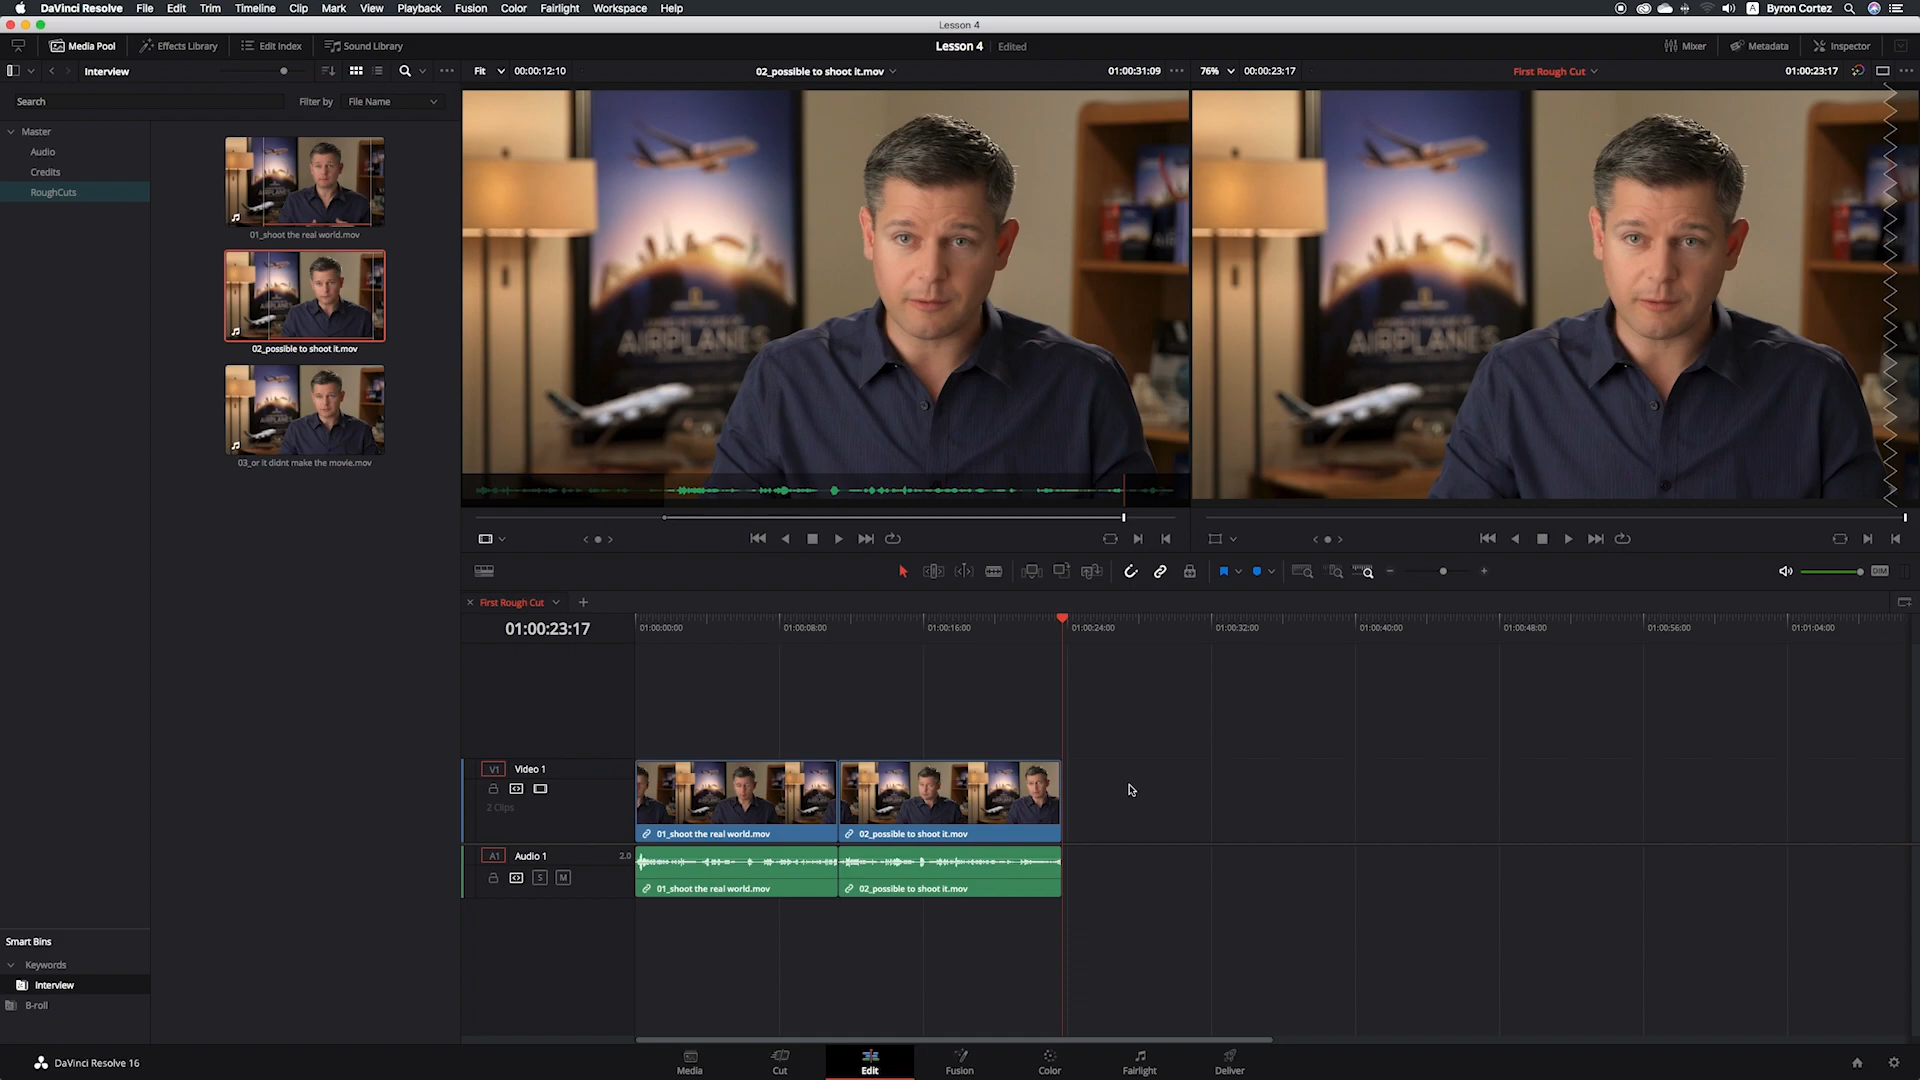 DaVinci Resolve File Edit Trim Timeline Clip Mark View Playback Fusion Color Fairlight Workspace Help
A Byron Cortez
Lesson 4
Media Pool Effects Library Edit Index Sound Library
Lesson 4 Edited
Mixer Metadata Inspector
Interview
Fit 00:00:12:10 02_possible to shoot it.mov 01:00:31:09
76% 00:00:23:17 First Rough Cut 01:00:23:17
Search Filter by File Name
Master
Audio
Credits
RoughCuts
01_shoot the real world.mov
02_possible to shoot it.mov
03_or it didnt make the movie.mov
AIRPLANES
AIRPLANES
DIM
First Rough Cut
01:00:23:17
01:00:00:00 01:00:08:00 01:00:16:00 01:00:24:00 01:00:32:00 01:00:40:00 01:00:48:00 01:00:56:00 01:01:04:00
V1 Video 1
2 Clips
01_shoot the real world.mov 02_possible to shoot it.mov
A1 Audio 1 2.0
S M
01_shoot the real world.mov 02_possible to shoot it.mov
Smart Bins
Keywords
Interview
B-roll
DaVinci Resolve 16
Media Cut Edit Fusion Color Fairlight Deliver